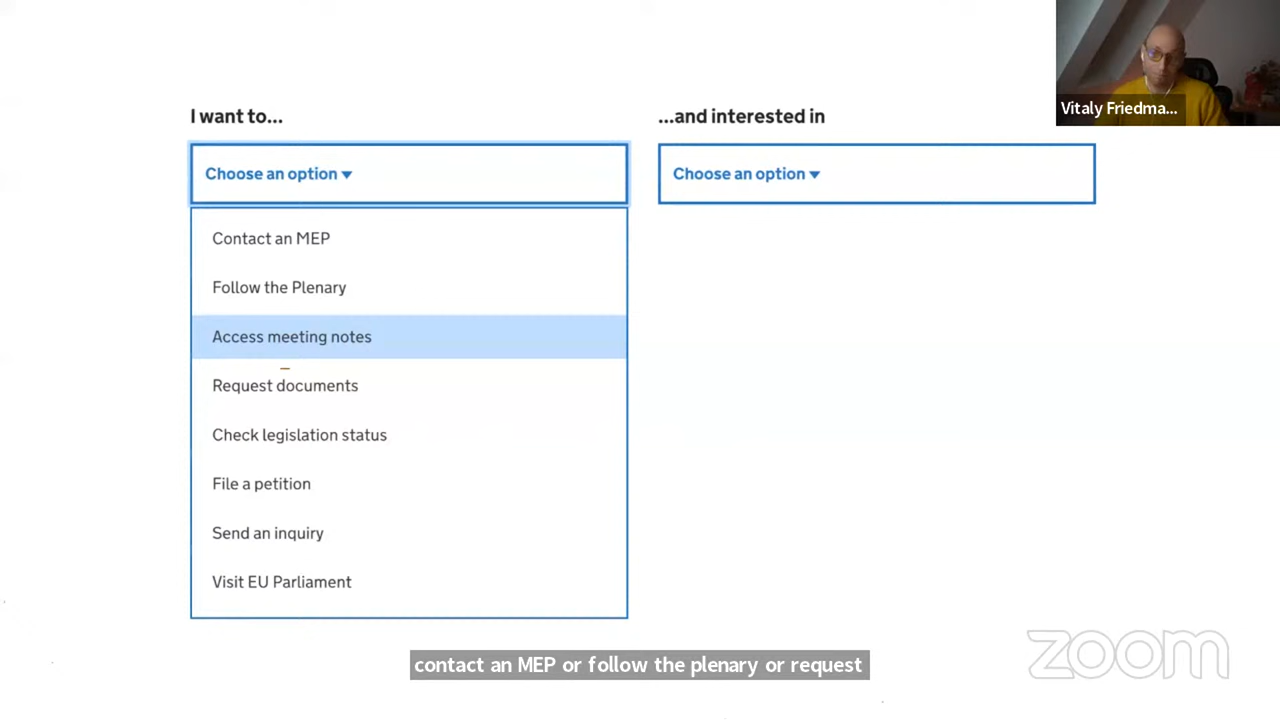 Vitaly Friedma...
I want to...
...and interested in
Choose an option
Choose an option
Contact an MEP
Follow the Plenary
Access meeting notes
Request documents
Check legislation status
File a petition
Send an inquiry
Visit EU Parliament
contact an MEP or follow the plenary or request
zoom